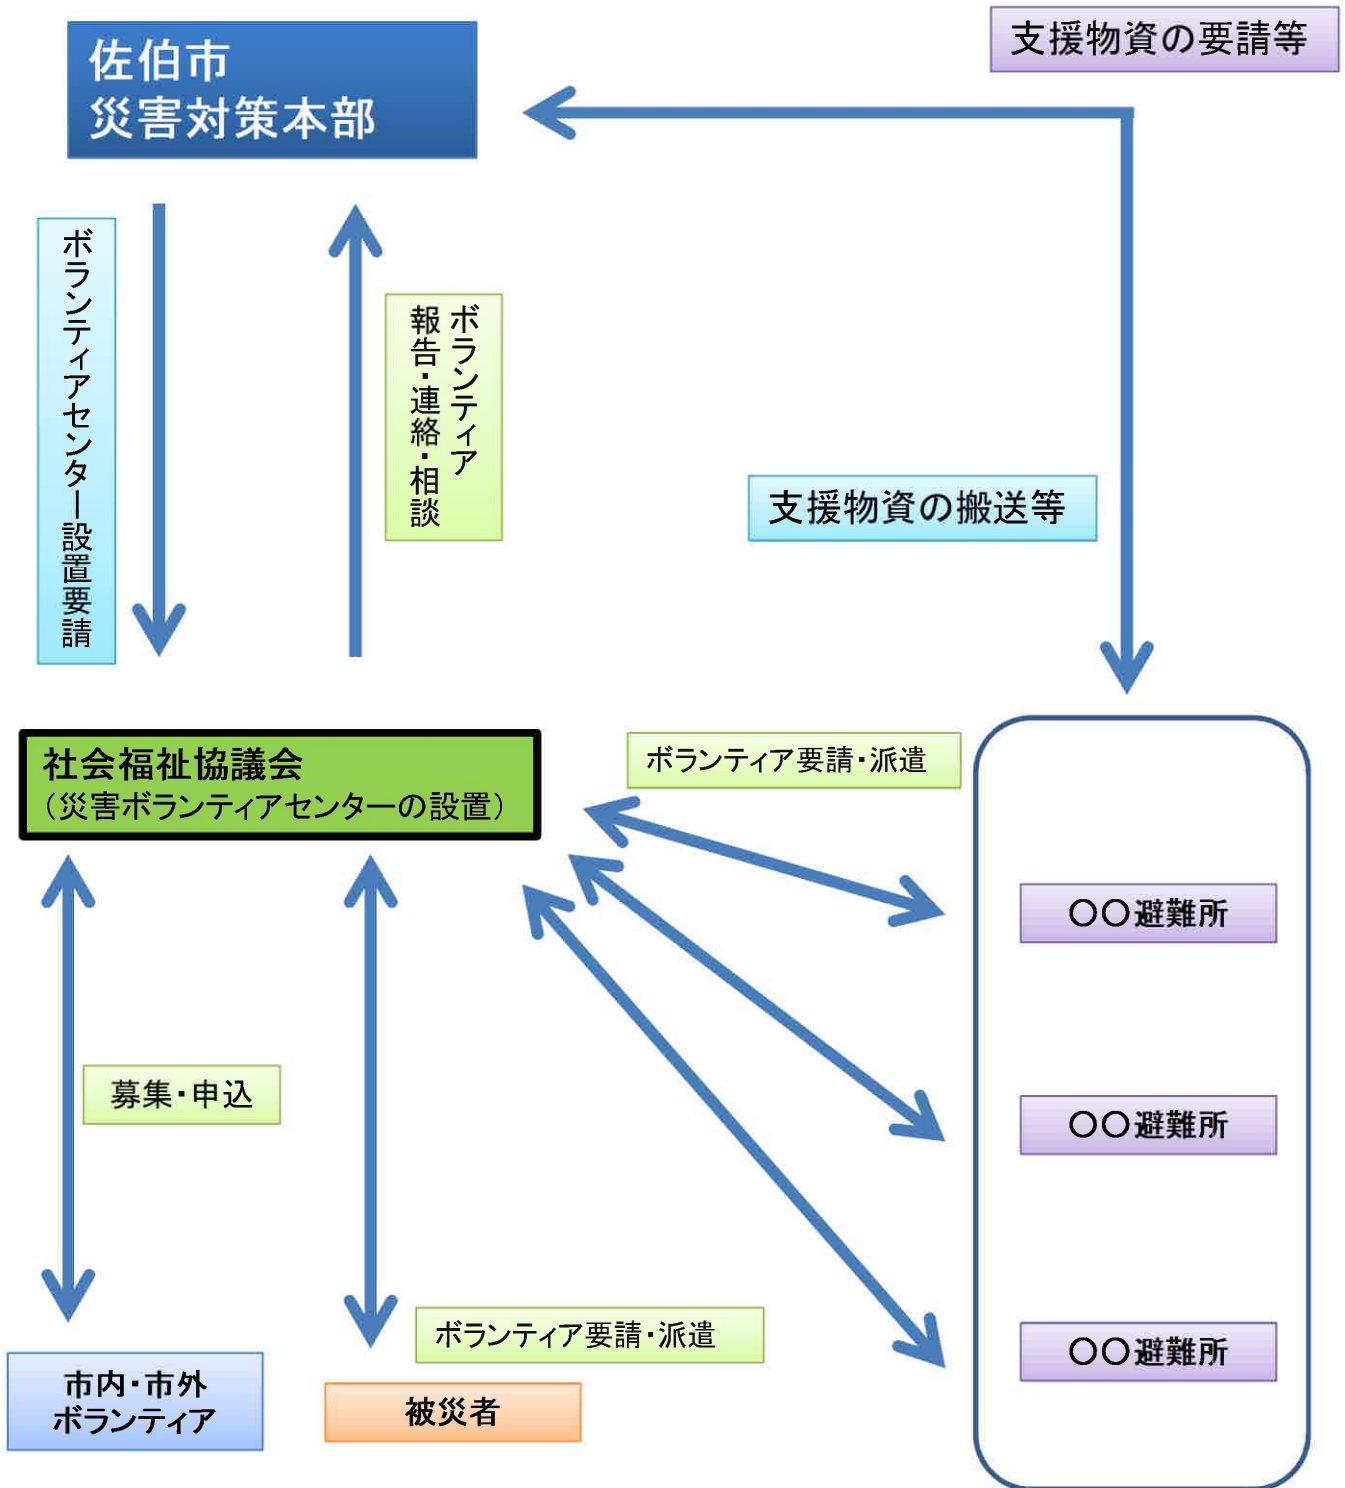 支援物資の要請等
佐伯市
災害対策本部
ボランティアセンター設置要請
ボランティア
報告・連絡・相談
支援物資の搬送等
社会福祉協議会
（災害ボランティアセンターの設置）
ボランティア要請・派遣
〇〇避難所
〇〇避難所
〇〇避難所
募集・申込
ボランティア要請・派遣
市内・市外
ボランティア
被災者